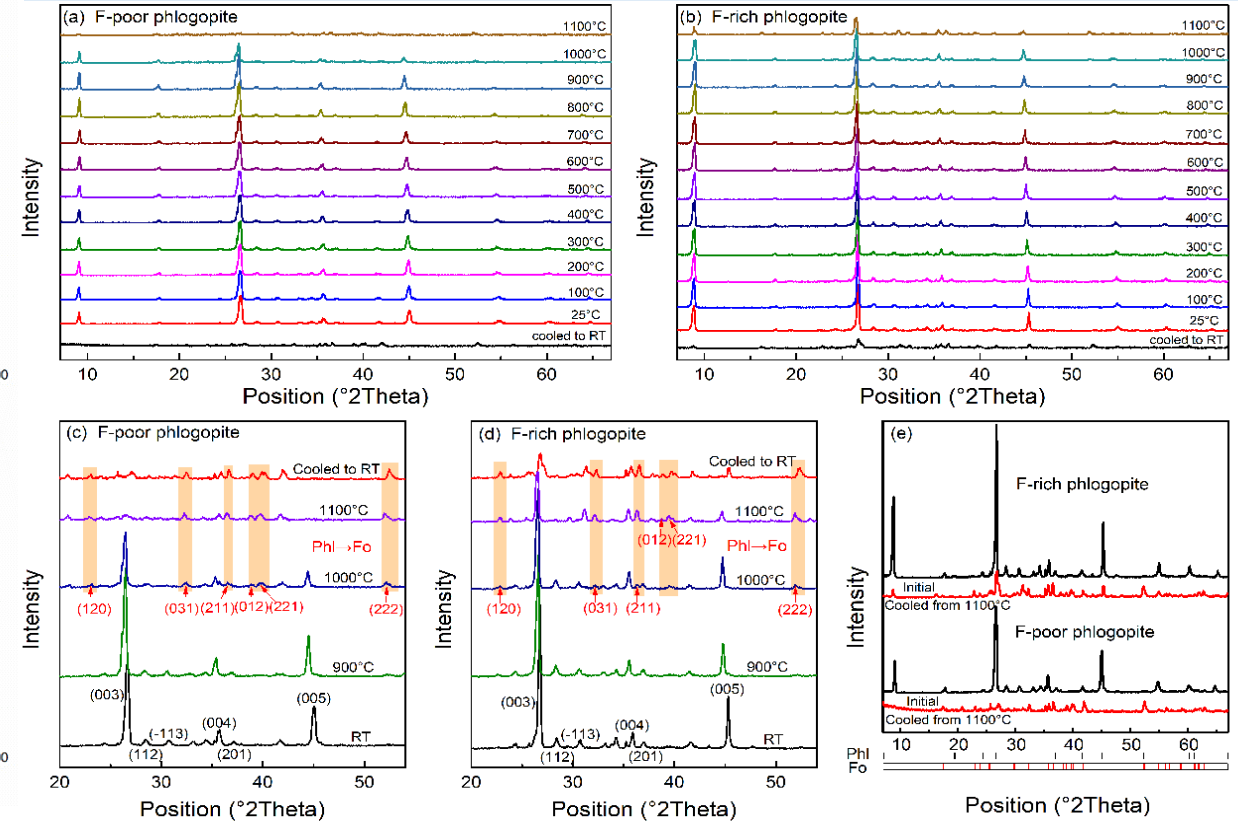 (a) F-poor phlogopite
1100°C
1000°C
900°C
800°C
700°C
600°C
500°C
400°C
300°C
200°C
100°C
25°C
cooled to RT
Intensity
10 20 30 40 50 60
Position (°2Theta)
(b) F-rich phlogopite
1100°C
1000°C
900°C
800°C
700°C
600°C
500°C
400°C
300°C
200°C
100°C
25°C
cooled to RT
Intensity
10 20 30 40 50 60
Position (°2Theta)
(c) F-poor phlogopite
Cooled to RT
1100°C
Phl→Fo
1000°C
(120) (031) (211) (012) (221) (222)
900°C
(003) (112) (-113) (004) (201) (005)
RT
Intensity
20 30 40 50
Position (°2Theta)
(d) F-rich phlogopite
Cooled to RT
1100°C
(012)(221) Phl→Fo
1000°C
(120) (031) (211) (222)
900°C
(003) (112) (-113) (004) (201) (005)
RT
Intensity
20 30 40 50
Position (°2Theta)
(e)
F-rich phlogopite
Initial
Cooled from 1100°C
F-poor phlogopite
Initial
Cooled from 1100°C
Intensity
10 20 30 40 50 60
Phl
Fo
Position (°2Theta)
0
0